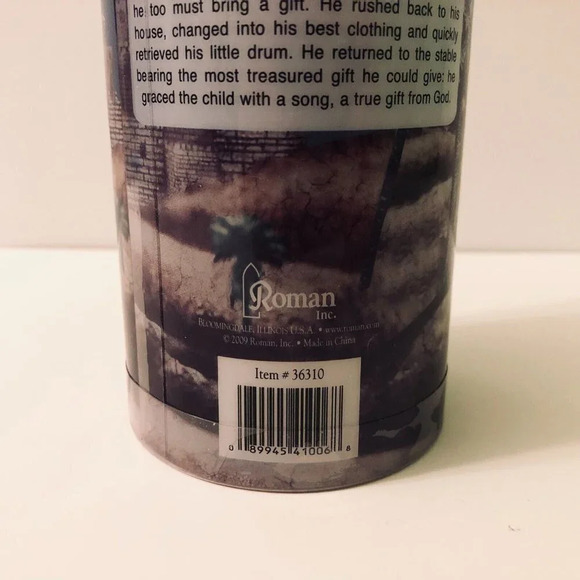 he too must bring a gift. He rushed back to his
house, changed into his best clothing and quickly
retrieved his little drum. He returned to the stable
bearing the most treasured gift he could give: he
graced the child with a song, a true gift from God.
Roman
Inc.
BLOOMINGDALE, ILLINOIS U.S.A. • www.roman.com
© 2009 Roman, Inc. • Made in China
Item # 36310
0 89945 41006 8